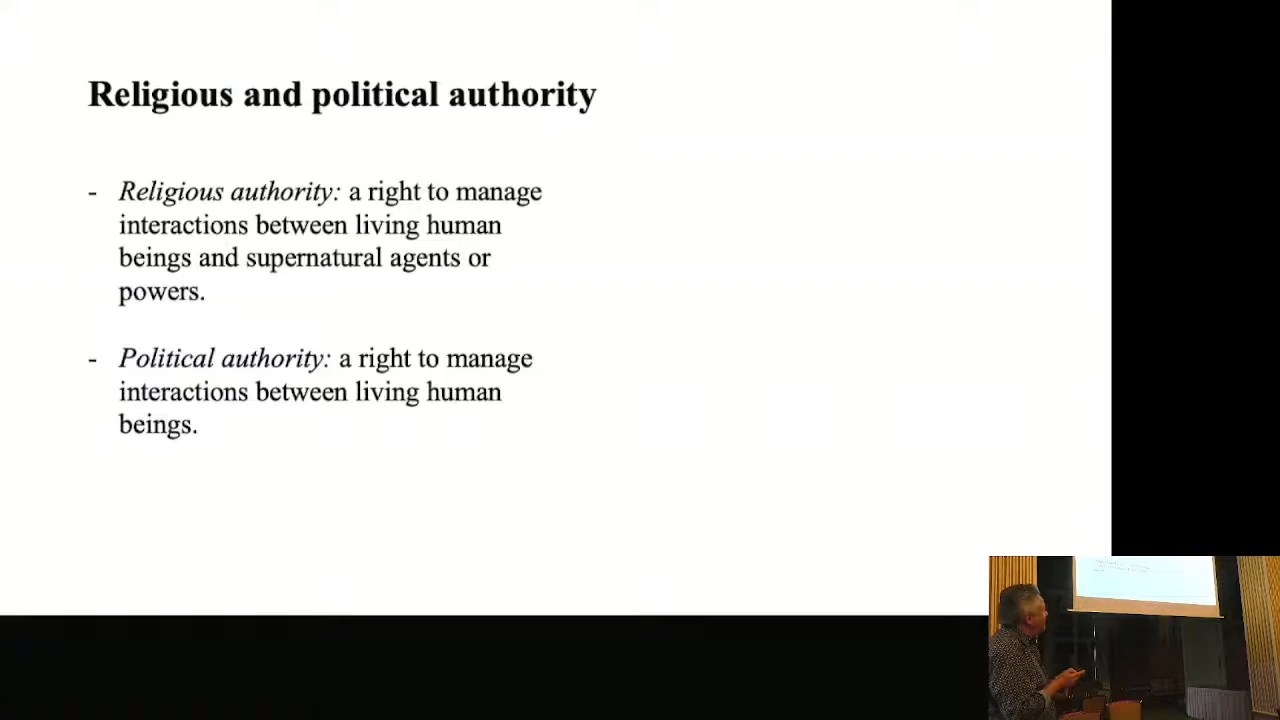 Religious and political authority
- Religious authority: a right to manage
interactions between living human
beings and supernatural agents or
powers.
- Political authority: a right to manage
interactions between living human
beings.